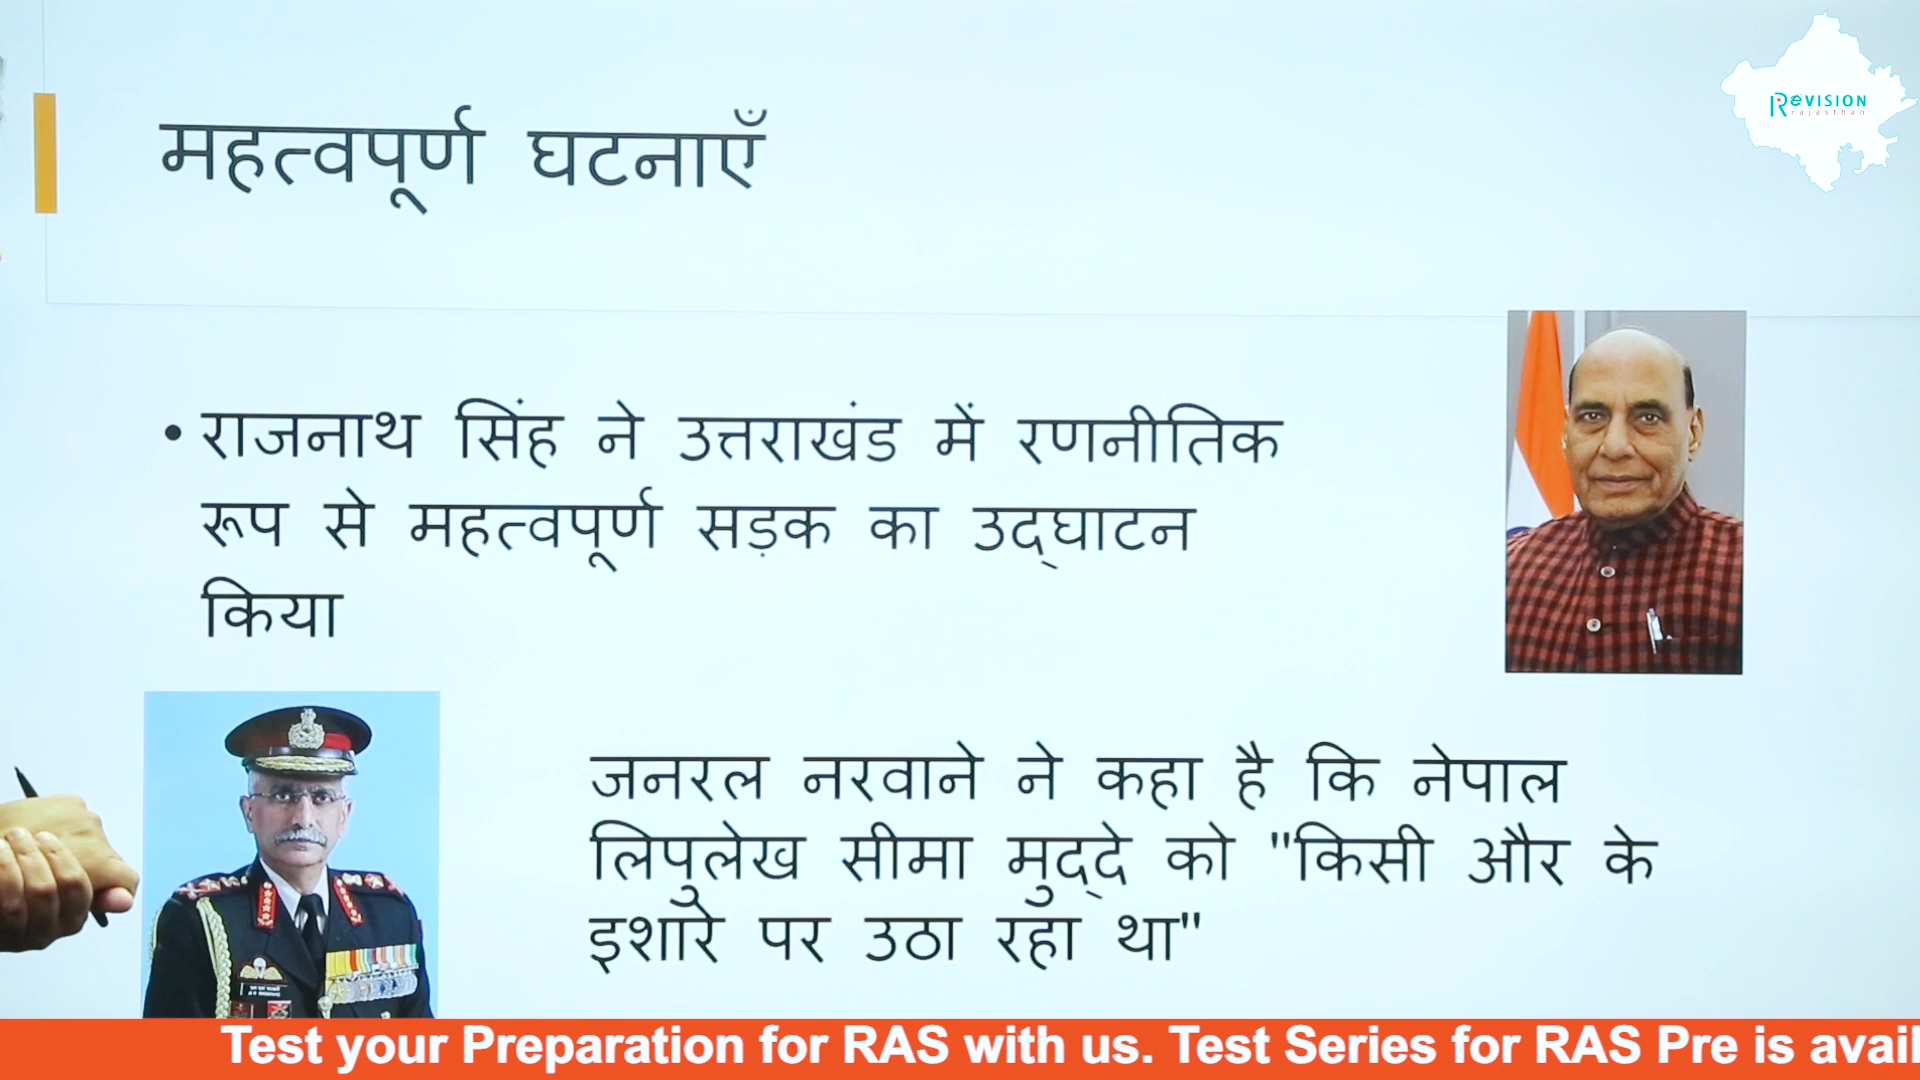 ReVISION
rajasthan
महत्वपूर्ण घटनाएँ
• राजनाथ सिंह ने उत्तराखंड में रणनीतिक
रूप से महत्वपूर्ण सड़क का उद्घाटन
किया
जनरल नरवाने ने कहा है कि नेपाल
लिपुलेख सीमा मुद्दे को "किसी और के
इशारे पर उठा रहा था"
Test your Preparation for RAS with us. Test Series for RAS Pre is avail